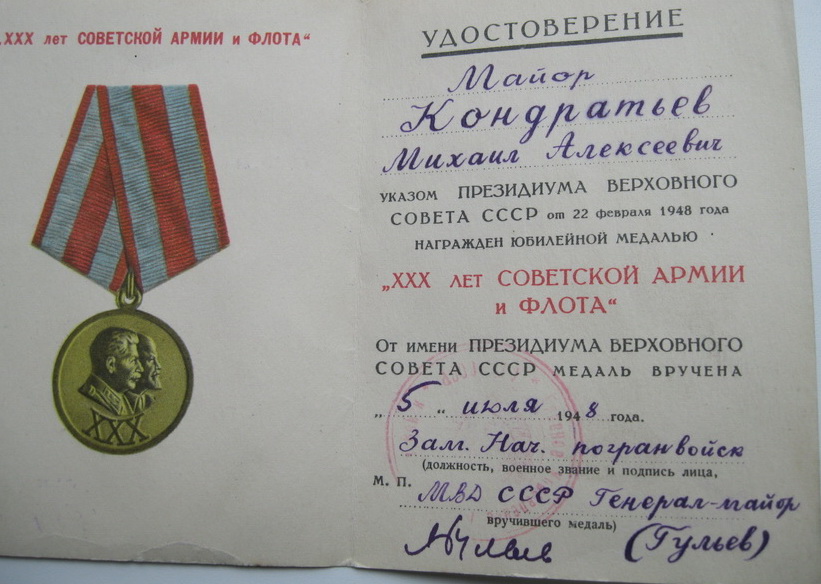 „XXX лет СОВЕТСКОЙ АРМИИ и ФЛОТА“
XXX
УДОСТОВЕРЕНИЕ
Майор
Кондратьев
Михаил Алексеевич
УКАЗОМ ПРЕЗИДИУМА ВЕРХОВНОГО
СОВЕТА СССР от 22 февраля 1948 года
НАГРАЖДЕН ЮБИЛЕЙНОЙ МЕДАЛЬЮ
„XXX лет СОВЕТСКОЙ АРМИИ
и ФЛОТА“
От имени ПРЕЗИДИУМА ВЕРХОВНОГО
СОВЕТА СССР МЕДАЛЬ ВРУЧЕНА
„5“ июля 1948 года.
Зам. Нач. погранвойск
(должность, военное звание и подпись лица,
М. П.
МВД СССР Генерал-майор
вручившего медаль)
(Гульев)